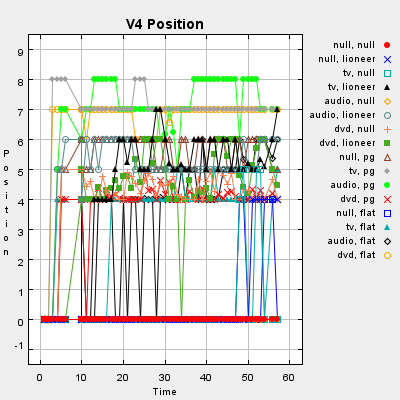 V4 Position
9
8
7
6
5
4
3
2
1
0
-1
0
10
20
30
40
50
60
Position
Time
null, null
null, lioneer
tv, null
tv, lioneer
audio, null
audio, lioneer
dvd, null
dvd, lioneer
null, pg
tv, pg
audio, pg
dvd, pg
null, flat
tv, flat
audio, flat
dvd, flat